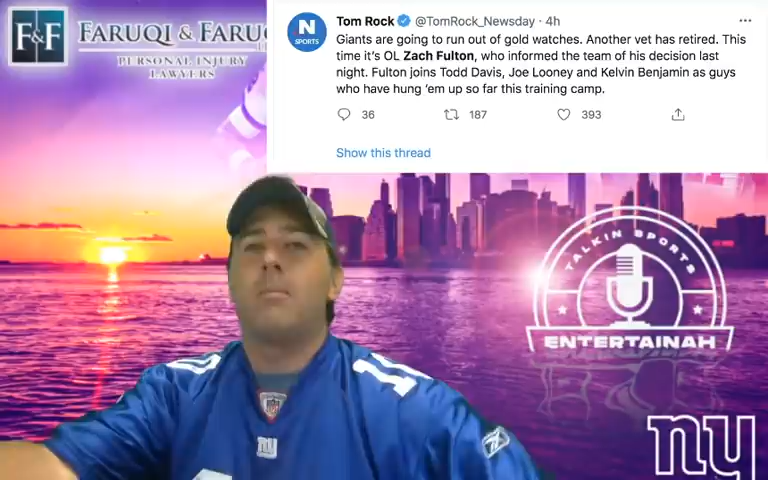 F&F
FARUQI & FARUQ
PERSONAL INJURY
LAWYERS
N
SPORTS
Tom Rock @TomRock_Newsday · 4h
Giants are going to run out of gold watches. Another vet has retired. This
time it's OL Zach Fulton, who informed the team of his decision last
night. Fulton joins Todd Davis, Joe Looney and Kelvin Benjamin as guys
who have hung 'em up so far this training camp.
36 187 393
Show this thread
TALKIN SPORTS
ENTERTAINAH
NFL
ny
ny